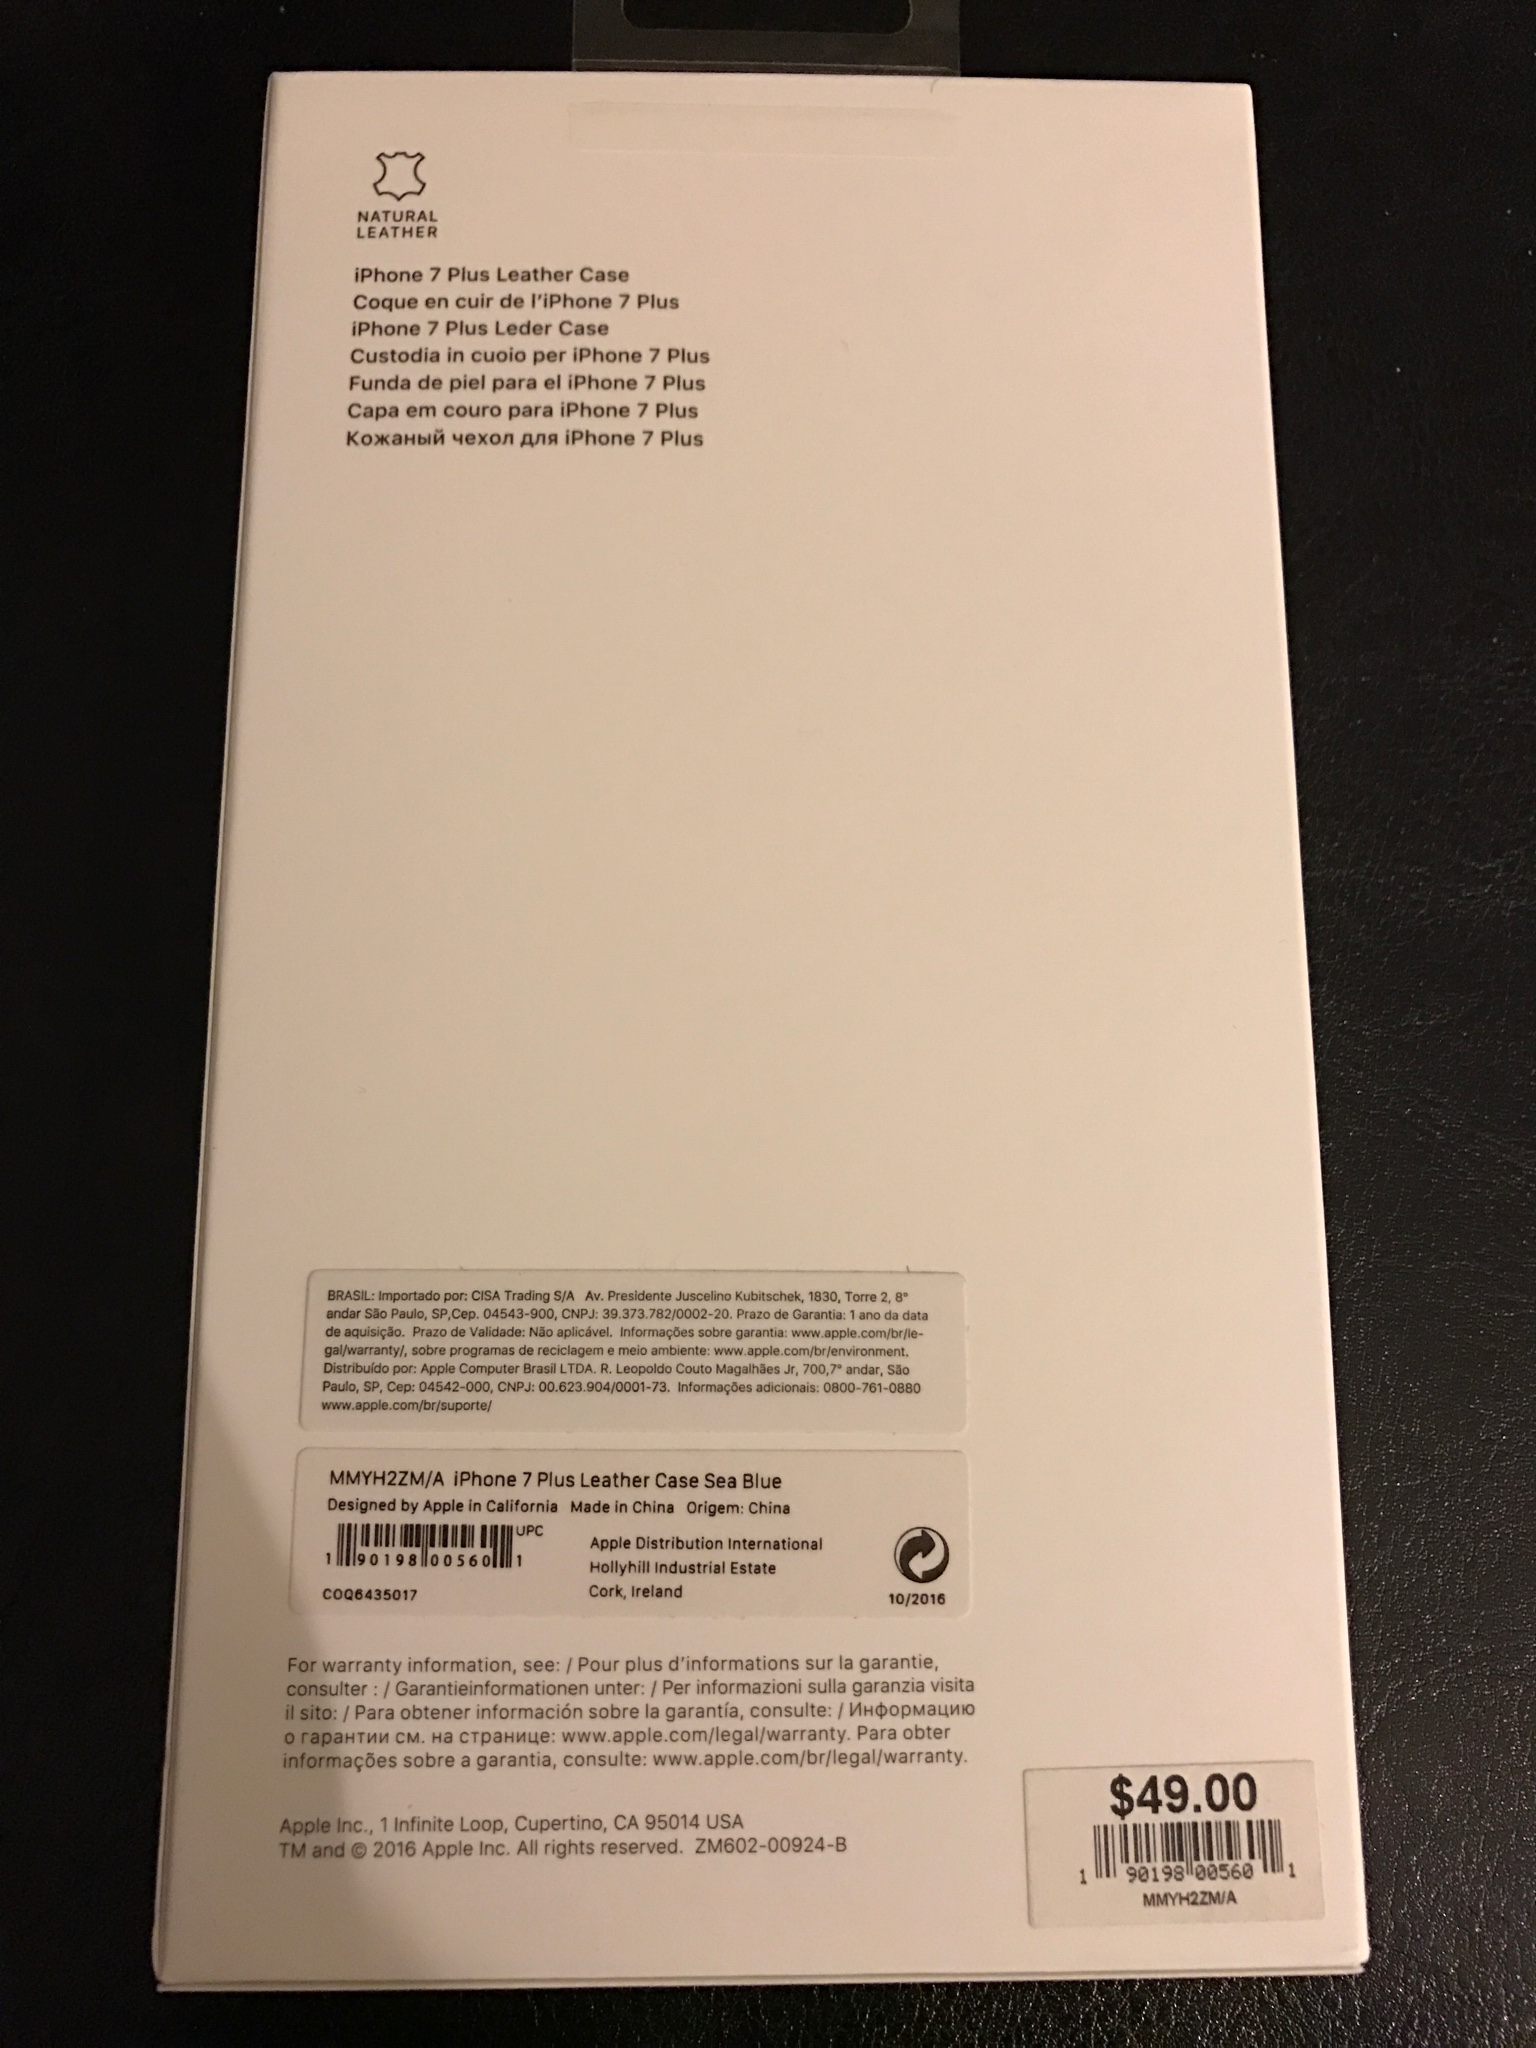 NATURAL
LEATHER
iPhone 7 Plus Leather Case
Coque en cuir de l'iPhone 7 Plus
iPhone 7 Plus Leder Case
Custodia in cuoio per iPhone 7 Plus
Funda de piel para el iPhone 7 Plus
Capa em couro para iPhone 7 Plus
Кожаный чехол для iPhone 7 Plus
BRASIL: Importado por: CISA Trading S/A Av. Presidente Juscelino Kubitschek, 1830, Torre 2, 8°
andar São Paulo, SP,Cep. 04543-900, CNPJ: 39.373.782/0002-20. Prazo de Garantia: 1 ano da data
de aquisição. Prazo de Validade: Não aplicável. Informações sobre garantia: www.apple.com/br/le-
gal/warranty/, sobre programas de reciclagem e meio ambiente: www.apple.com/br/environment.
Distribuído por: Apple Computer Brasil LTDA. R. Leopoldo Couto Magalhães Jr, 700,7° andar, São
Paulo, SP, Cep: 04542-000, CNPJ: 00.623.904/0001-73. Informações adicionais: 0800-761-0880
www.apple.com/br/suporte/
MMYH2ZM/A iPhone 7 Plus Leather Case Sea Blue
Designed by Apple in California Made in China Origem: China
UPC
1 90198 00560 1
COQ6435017
Apple Distribution International
Hollyhill Industrial Estate
Cork, Ireland
10/2016
For warranty information, see: / Pour plus d'informations sur la garantie,
consulter : / Garantieinformationen unter: / Per informazioni sulla garanzia visita
il sito: / Para obtener información sobre la garantía, consulte: / Информацию
о гарантии см. на странице: www.apple.com/legal/warranty. Para obter
informações sobre a garantia, consulte: www.apple.com/br/legal/warranty.
Apple Inc., 1 Infinite Loop, Cupertino, CA 95014 USA
TM and © 2016 Apple Inc. All rights reserved. ZM602-00924-B
$49.00
1 90198 00560 1
MMYH2ZM/A